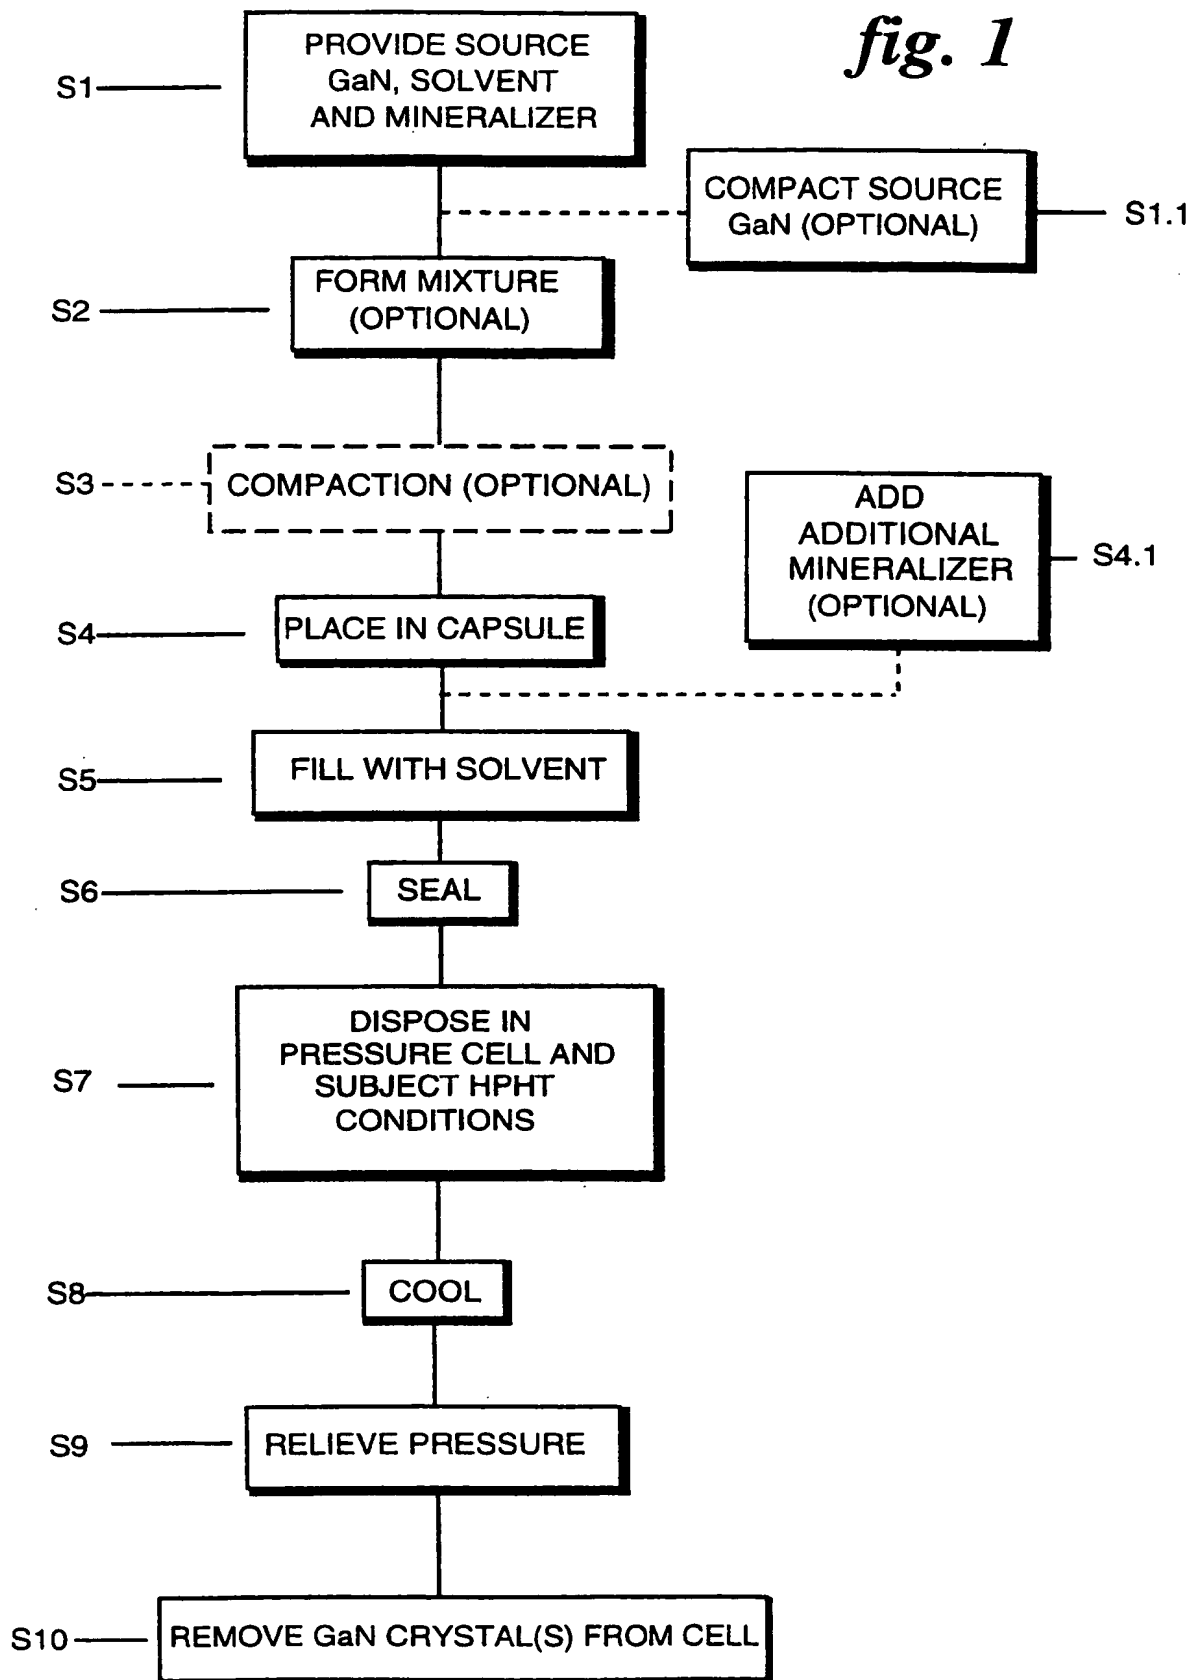 fig. 1
S1
PROVIDE SOURCE
GaN, SOLVENT
AND MINERALIZER
COMPACT SOURCE
GaN (OPTIONAL)
S1.1
S2
FORM MIXTURE
(OPTIONAL)
S3
COMPACTION (OPTIONAL)
ADD
ADDITIONAL
MINERALIZER
(OPTIONAL)
S4.1
S4
PLACE IN CAPSULE
S5
FILL WITH SOLVENT
S6
SEAL
S7
DISPOSE IN
PRESSURE CELL AND
SUBJECT HPHT
CONDITIONS
S8
COOL
S9
RELIEVE PRESSURE
S10
REMOVE GaN CRYSTAL(S) FROM CELL